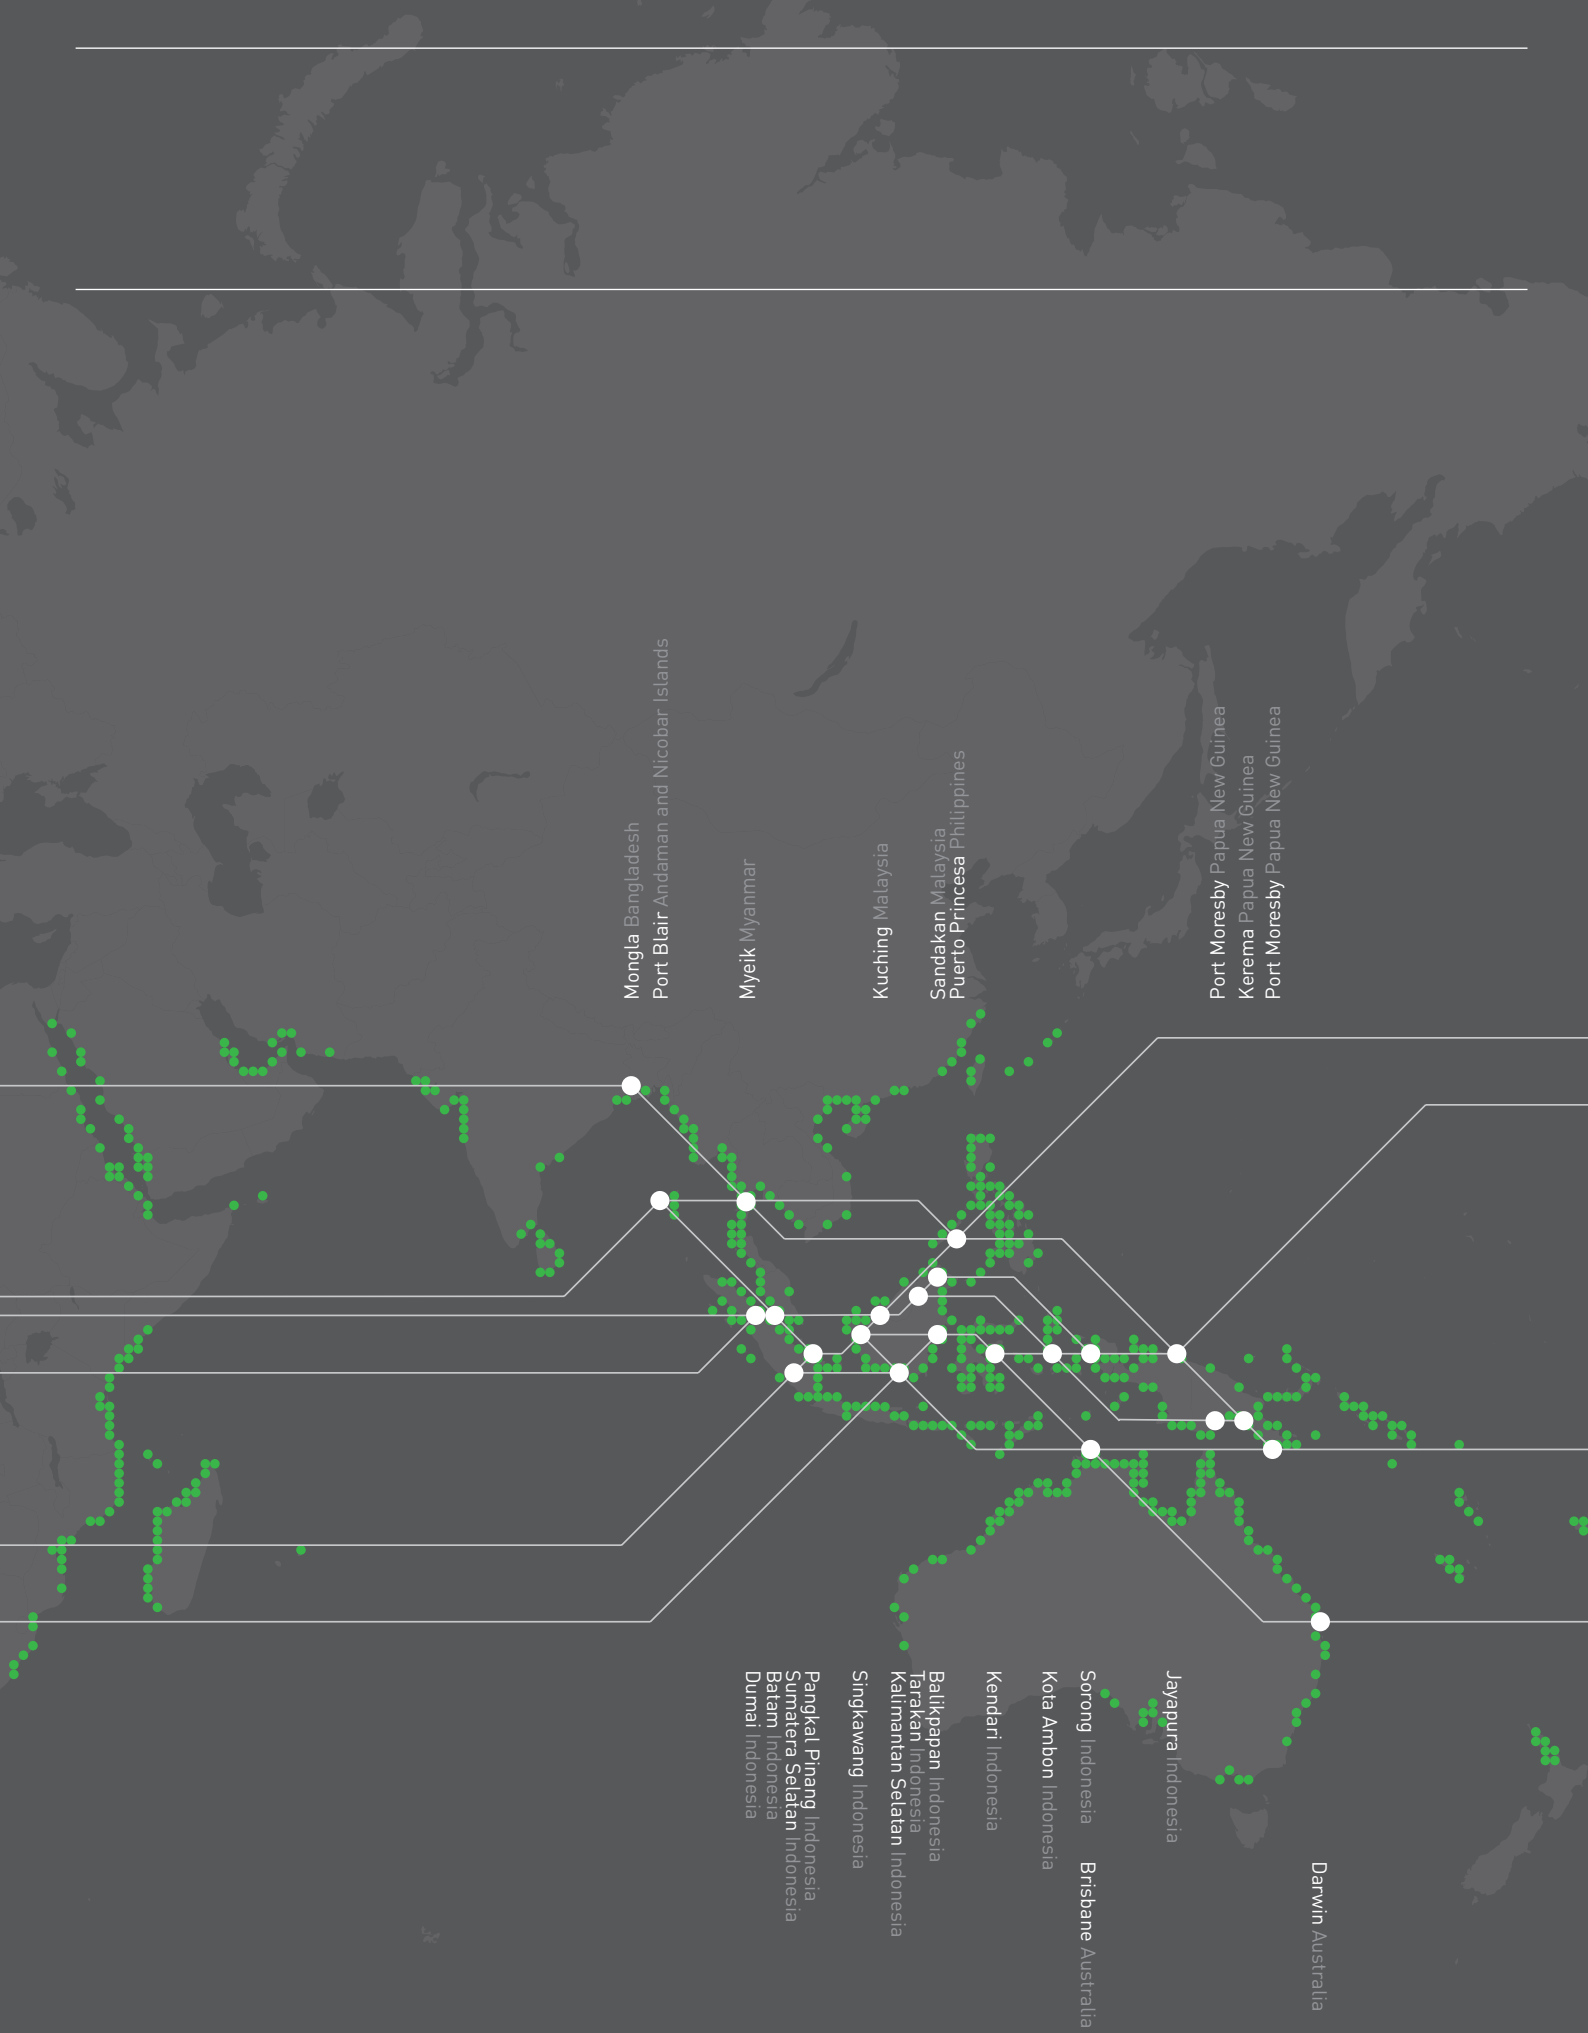 Mongla Bangladesh
Port Blair Andaman and Nicobar Islands
Myeik Myanmar
Kuching Malaysia
Sandakan Malaysia
Puerto Princesa Philippines
Port Moresby Papua New Guinea
Kerema Papua New Guinea
Port Moresby Papua New Guinea
Dumai Indonesia
Batam Indonesia
Sumatera Selatan Indonesia
Pangkal Pinang Indonesia
Singkawang Indonesia
Kalimantan Selatan Indonesia
Tarakan Indonesia
Balikpapan Indonesia
Kendari Indonesia
Kota Ambon Indonesia
Sorong Indonesia
Brisbane Australia
Jayapura Indonesia
Darwin Australia